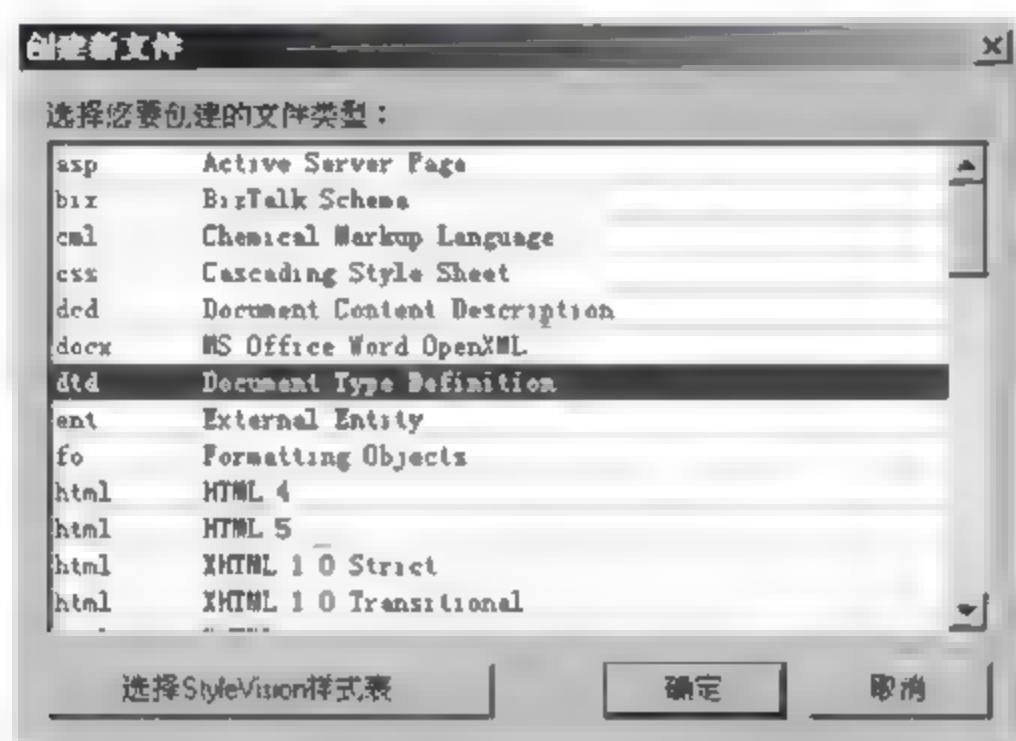 创建新文件
选择您要创建的文件类型：
asp Active Server Page
biz BizTalk Schema
cml Chemical Markup Language
css Cascading Style Sheet
dcd Document Content Description
docx MS Office Word OpenXML
dtd Document Type Definition
ent External Entity
fo Formatting Objects
html HTML 4
html HTML 5
html XHTML 1 0 Strict
html XHTML 1 0 Transitional
选择StyleVision样式表 确定 取消